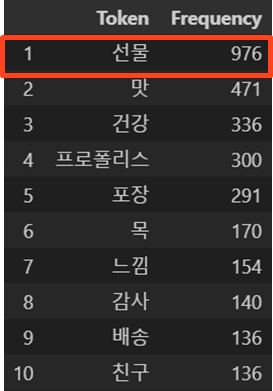 Token Frequency
1 선물 976
2 맛 471
3 건강 336
4 프로폴리스 300
5 포장 291
6 목 170
7 느낌 154
8 감사 140
9 배송 136
10 친구 136